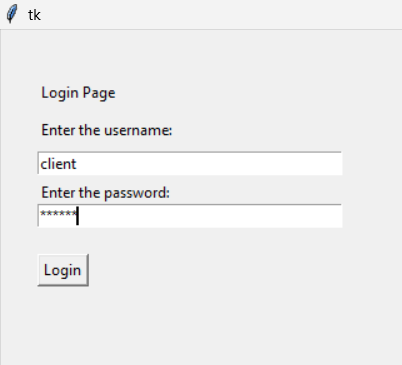 tk
Login Page
Enter the username:
client
Enter the password:
******
Login